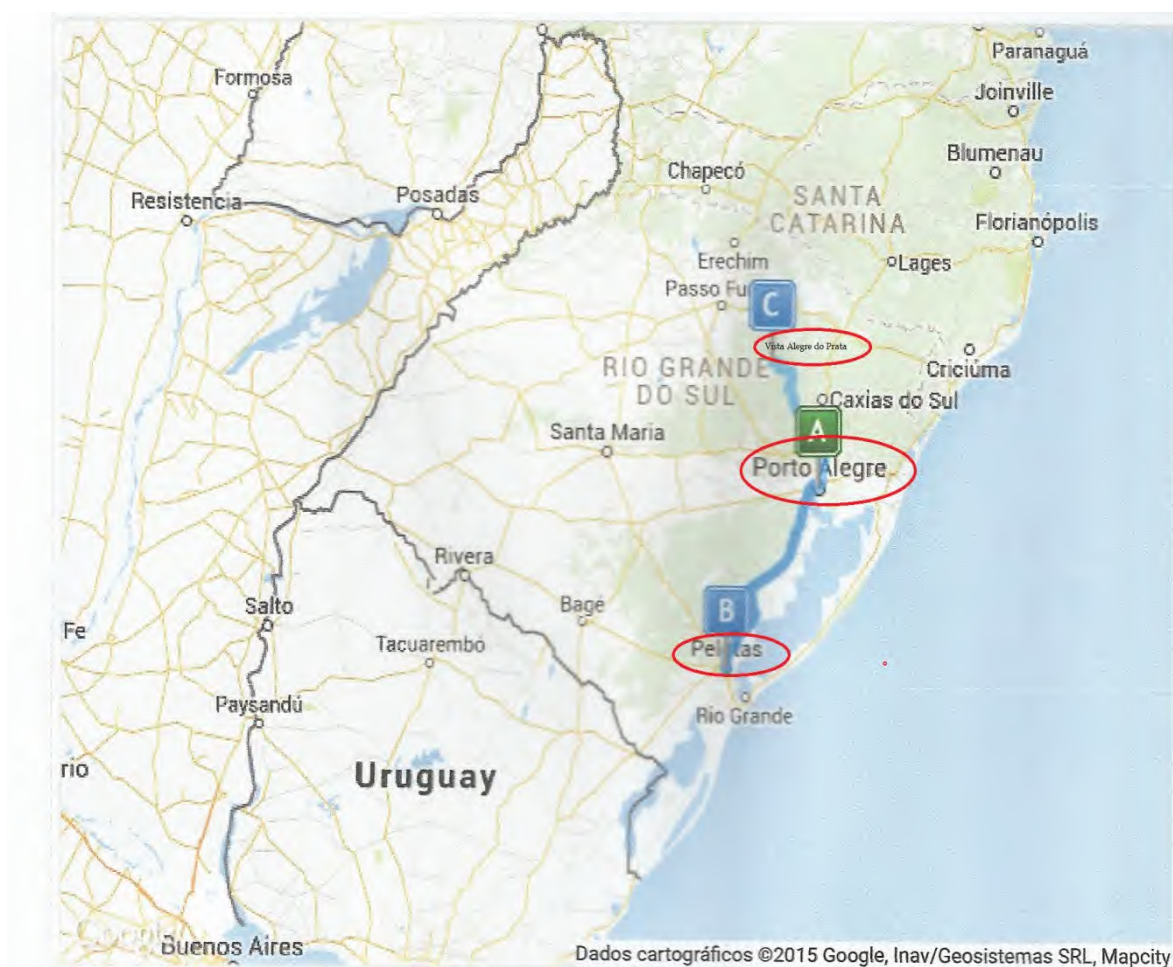 Paranaguá
Formosa
Joinville
Blumenau
Chapecó
Resistencia
Posadas
SANTA
CATARINA
Florianópolis
Erechim
Lages
Passo Fu
C
Vista Alegre do Prata
RIO GRANDE
DO SUL
Criciúma
Caxias do Sul
A
Santa Maria
Porto Alegre
Rivera
Salto
Bagé
B
Fe
Tacuarembó
Pelotas
Paysandú
Rio Grande
rio
Uruguay
Google
Buenos Aires
Dados cartográficos ©2015 Google, Inav/Geosistemas SRL, Mapcity